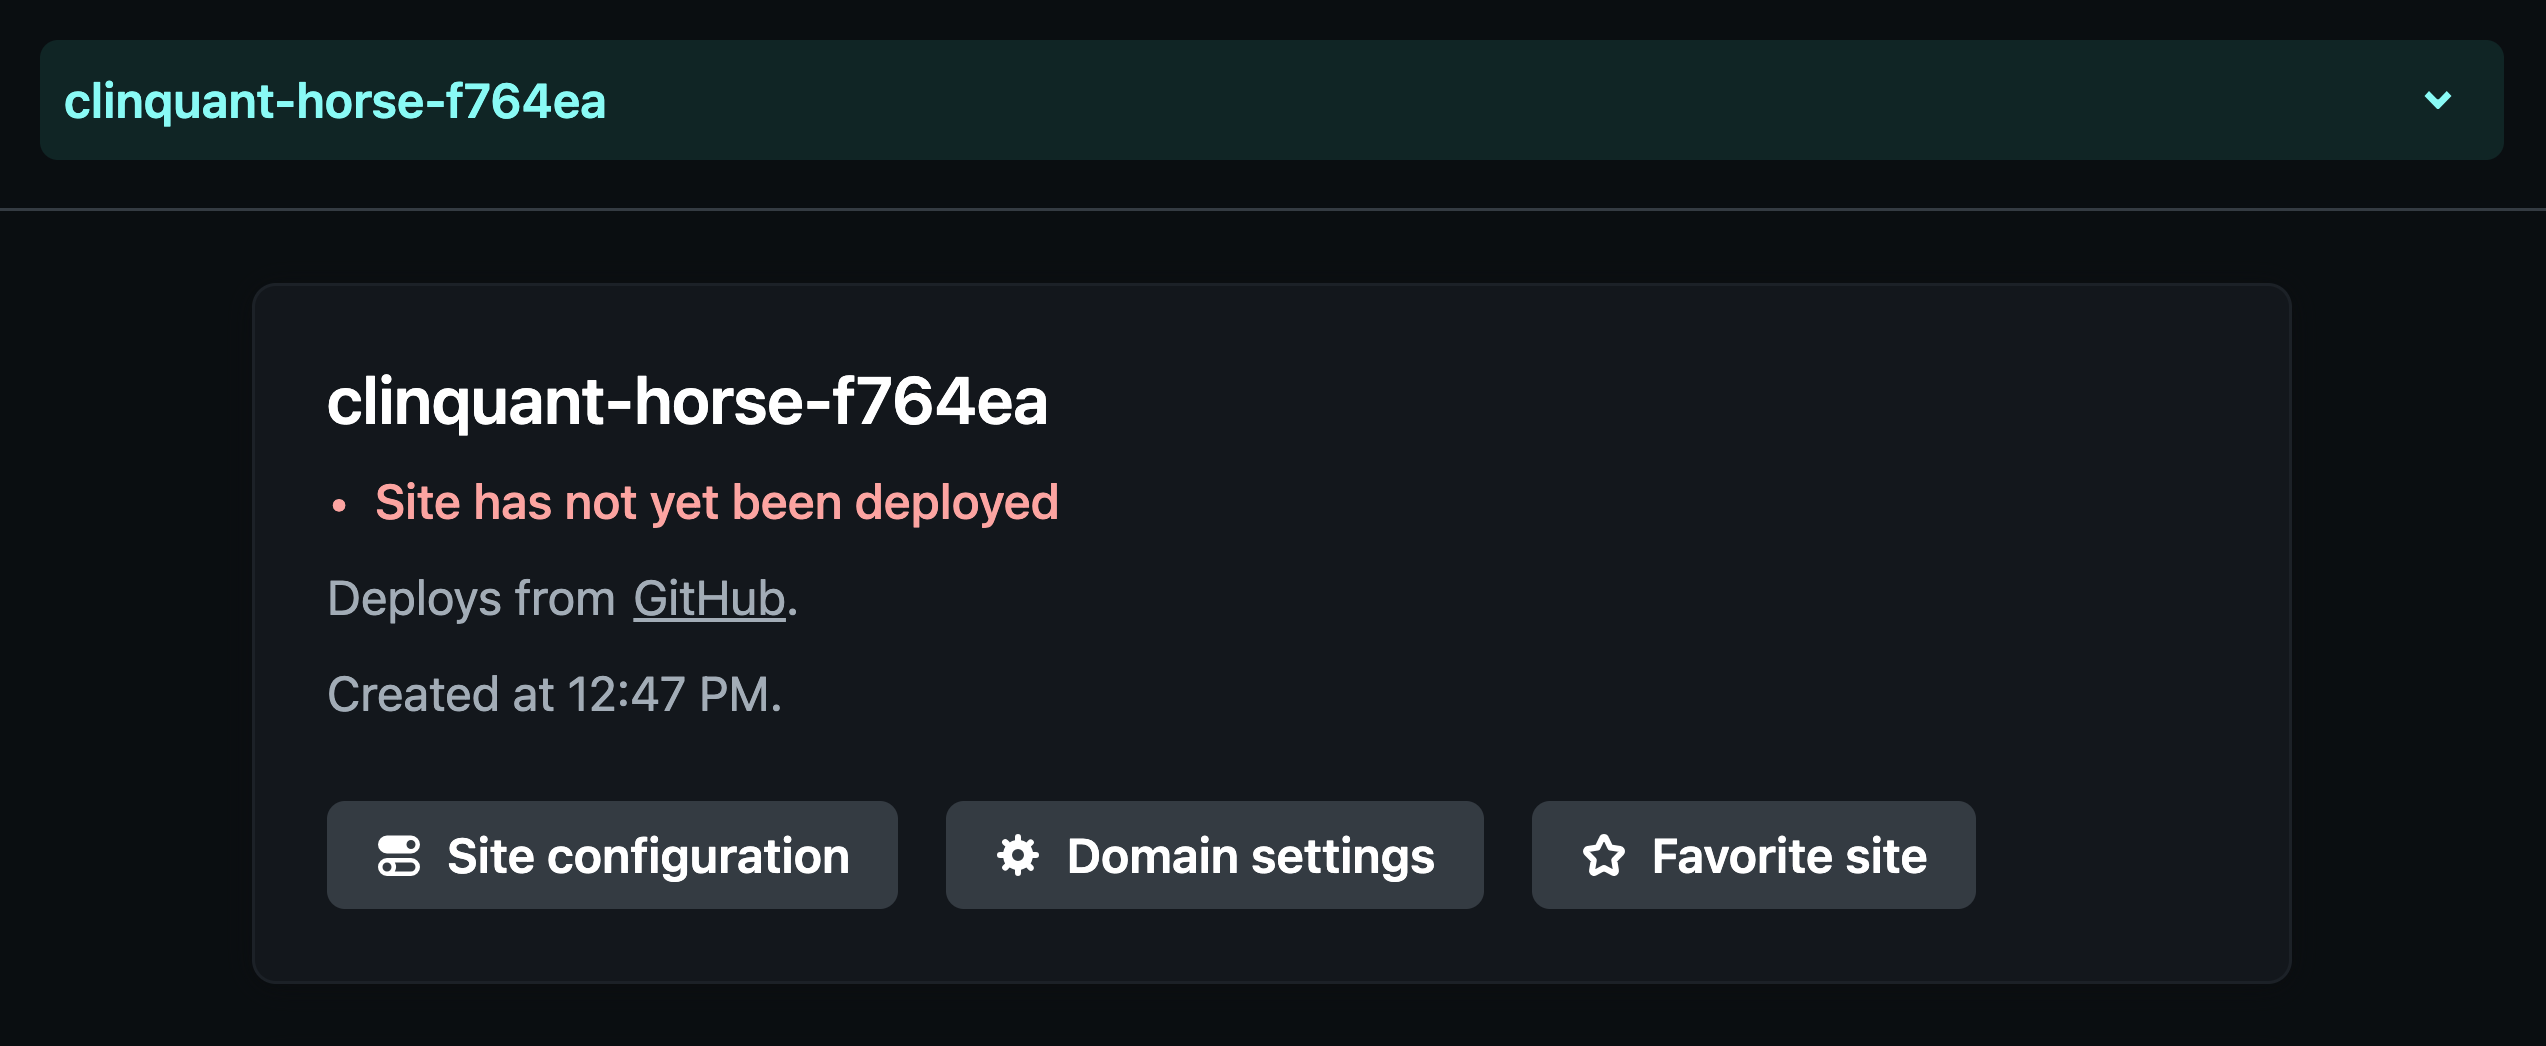 clinquant-horse-f764ea
clinquant-horse-f764ea
• Site has not yet been deployed
Deploys from GitHub.
Created at 12:47 PM.
Site configuration
Domain settings
Favorite site